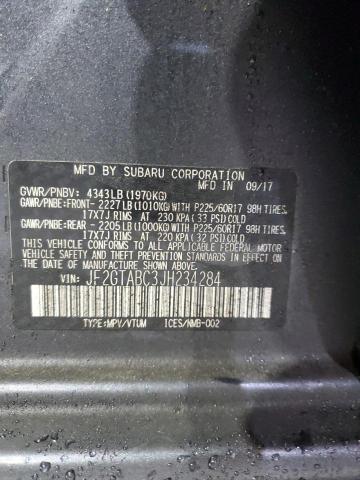 MFD BY SUBARU CORPORATION 09/17
GVWR/PNBV: 4343LB(1970KG)
GAWR/PNBE:FRONT- 2227LB(1010KG)WITH P225/60R17 98H TIRES,
17X7J RIMS AT 230 KPA(33 PSI)COLD
GAWR/PNBE:REAR - 2205LB(1000KG)WITH P225/60R17 98H TIRES,
17X7J RIMS AT 220 KPA(32 PSI)COLD
THIS VEHICLE CONFORMS TO ALL APPLICABLE FEDERAL MOTOR VEHICLE
SAFETY, BUMPER, AND THEFT PREVENTION STANDARDS IN EFFECT ON THE
DATE OF MANUFACTURE SHOWN ABOVE.
VIN: JF2GTABC3JH234284
TYPE:MPV/VTUM ICES/NMB-002